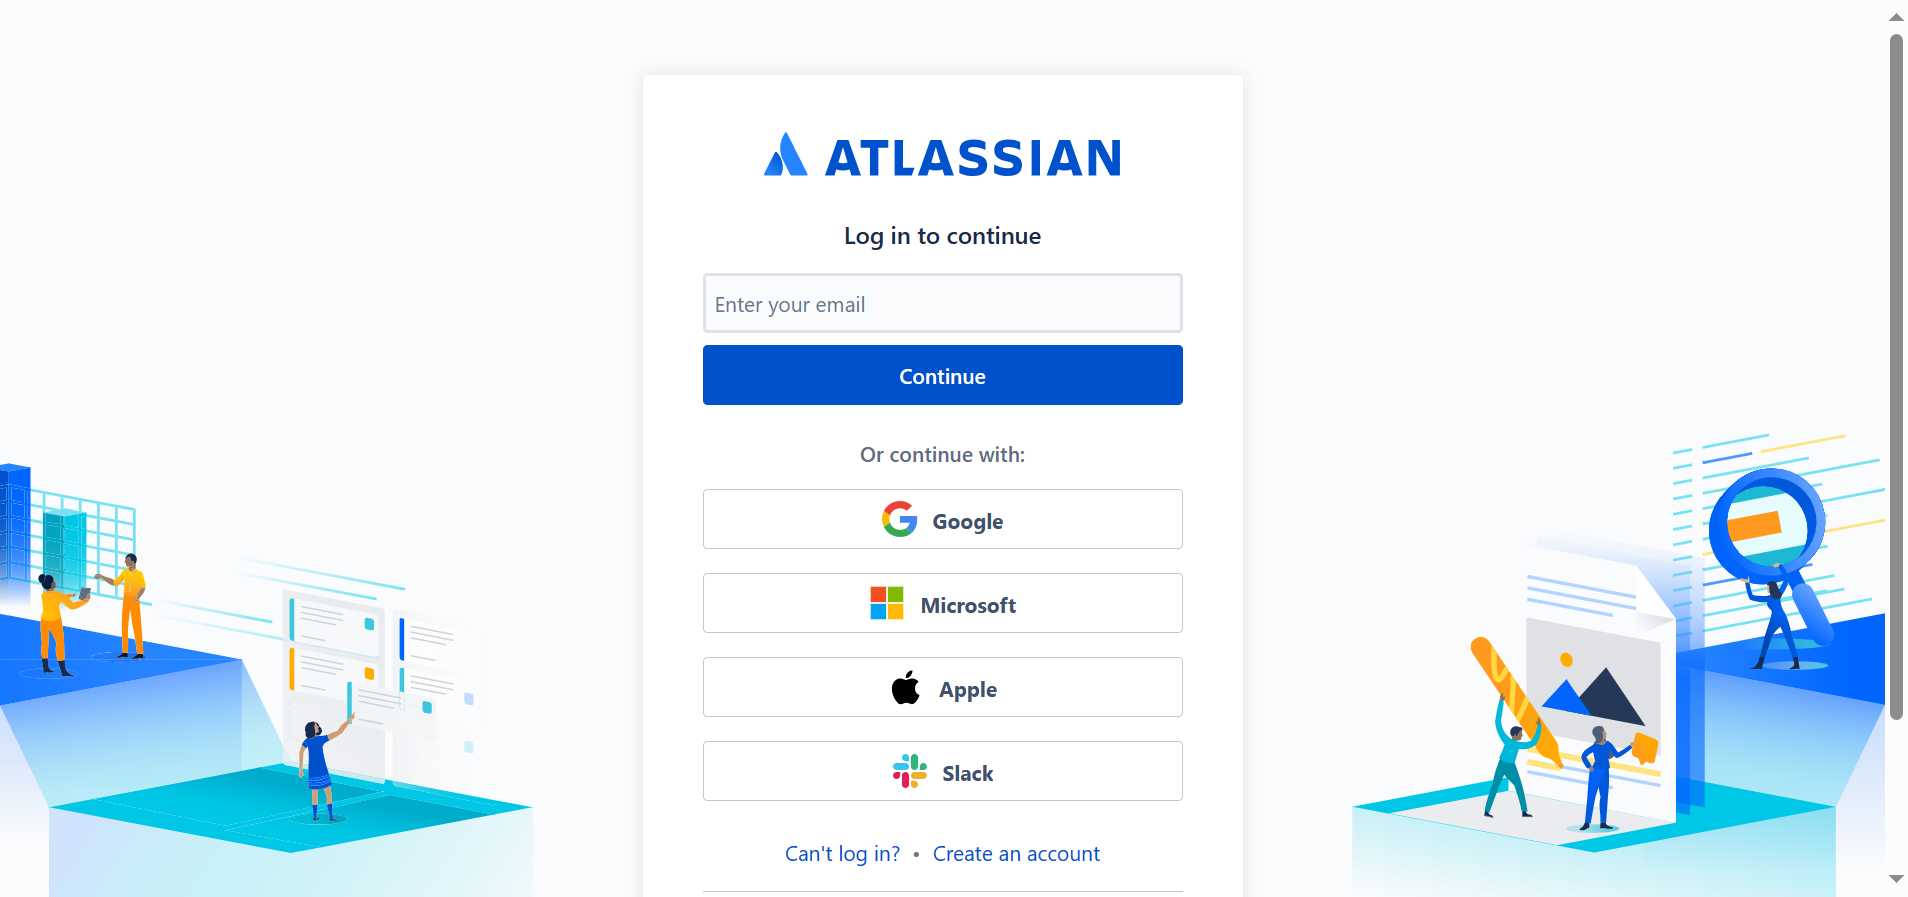 ATLASSIAN
Log in to continue
Enter your email
Continue
Or continue with:
Google
Microsoft
Apple
Slack
Can't log in? • Create an account